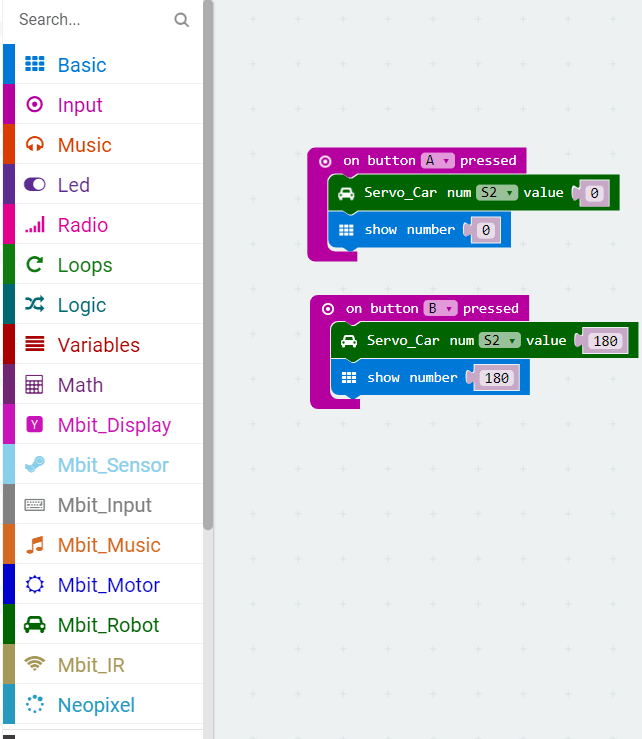 Search...
Basic
Input
Music
Led
Radio
Loops
Logic
Variables
Math
Mbit_Display
Mbit_Sensor
Mbit_Input
Mbit_Music
Mbit_Motor
Mbit_Robot
Mbit_IR
Neopixel
on button A pressed
Servo_Car num S2 value 0
show number 0
on button B pressed
Servo_Car num S2 value 180
show number 180